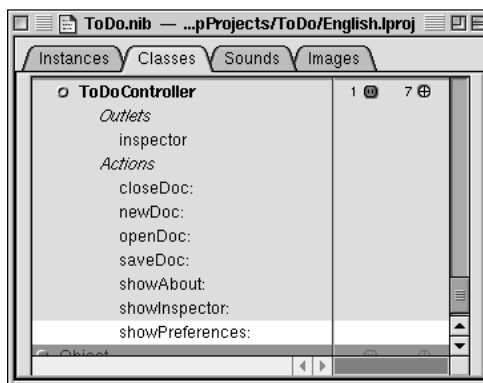 ToDo.nib — ...pProjects/ToDo/English.lproj
Instances Classes Sounds Images
ToDoController 1 7
Outlets
inspector
Actions
closeDoc:
newDoc:
openDoc:
saveDoc:
showAbout:
showInspector:
showPreferences:
Object